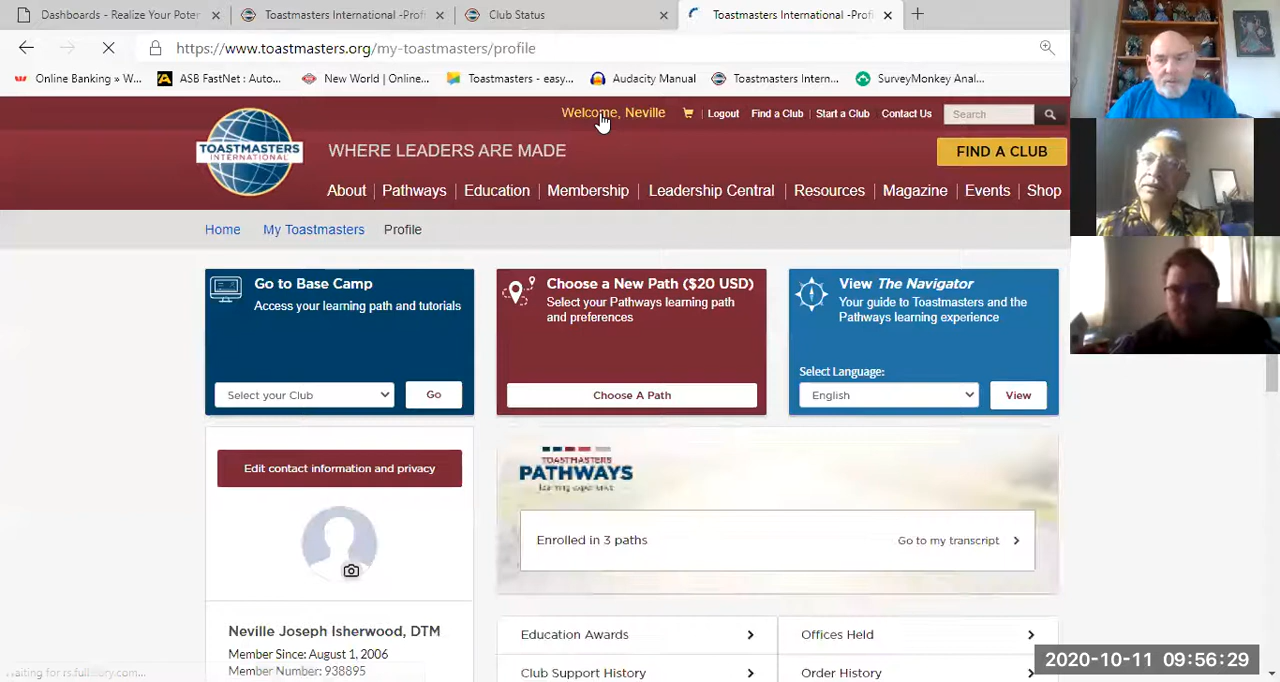 Dashboards - Realize Your Poter
Toastmasters International -Profi
Club Status
Toastmasters International -Profi
https://www.toastmasters.org/my-toastmasters/profile
Online Banking » W...
ASB FastNet : Auto...
New World | Online...
Toastmasters - easy...
Audacity Manual
Toastmasters Intern...
SurveyMonkey Anal...
Welcome, Neville
Logout
Find a Club
Start a Club
Contact Us
Search
TOASTMASTERS
INTERNATIONAL
WHERE LEADERS ARE MADE
FIND A CLUB
About
Pathways
Education
Membership
Leadership Central
Resources
Magazine
Events
Shop
Home
My Toastmasters
Profile
Go to Base Camp
Access your learning path and tutorials
Select your Club
Go
Choose a New Path ($20 USD)
Select your Pathways learning path
and preferences
Choose A Path
View The Navigator
Your guide to Toastmasters and the
Pathways learning experience
Select Language:
English
View
Edit contact information and privacy
TOASTMASTERS
PATHWAYS
learning experience
Enrolled in 3 paths
Go to my transcript
Neville Joseph Isherwood, DTM
Member Since: August 1, 2006
Member Number: 938895
Education Awards
Offices Held
Club Support History
Order History
2020-10-11 09:56:29